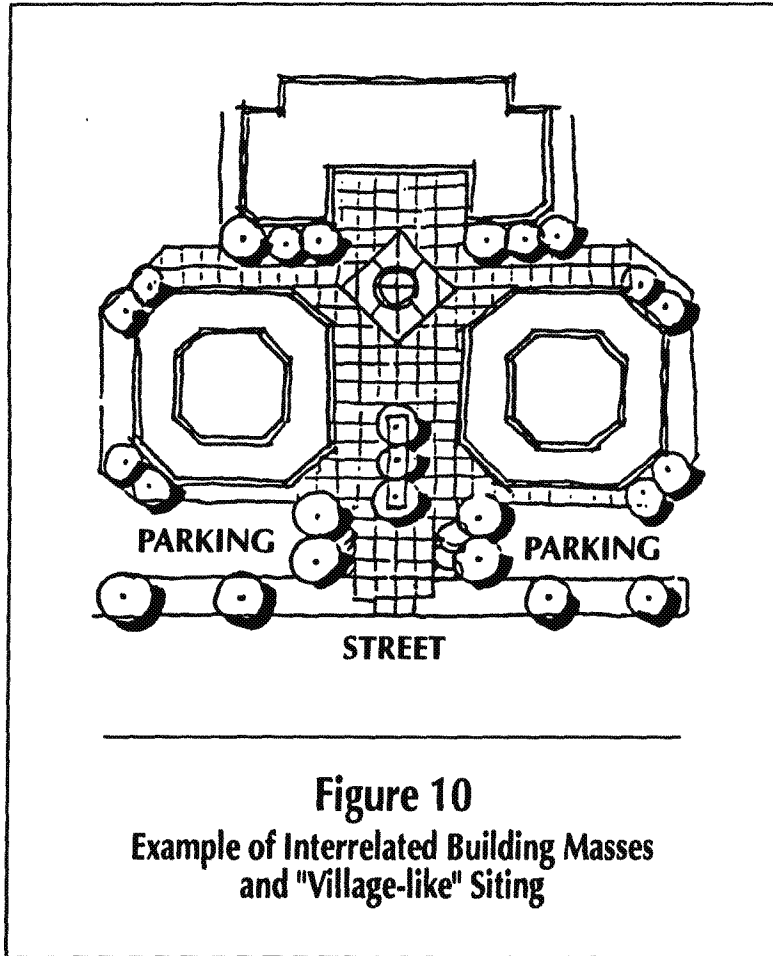 PARKING
PARKING
STREET
Figure 10
Example of Interrelated Building Masses
and "Village-like" Siting